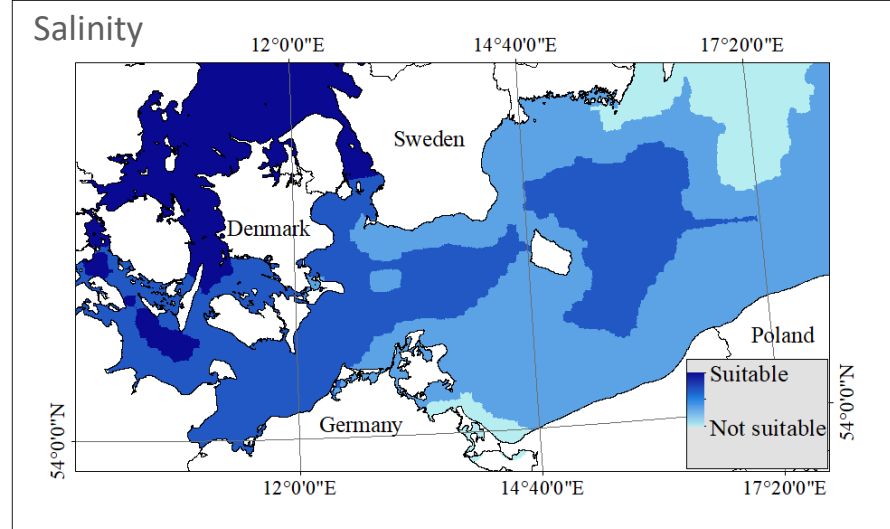 Salinity
12°0'0"E
14°40'0"E
17°20'0"E
Sweden
Denmark
Poland
Suitable
Not suitable
Germany
54°0'0"N
54°0'0"N
12°0'0"E
14°40'0"E
17°20'0"E